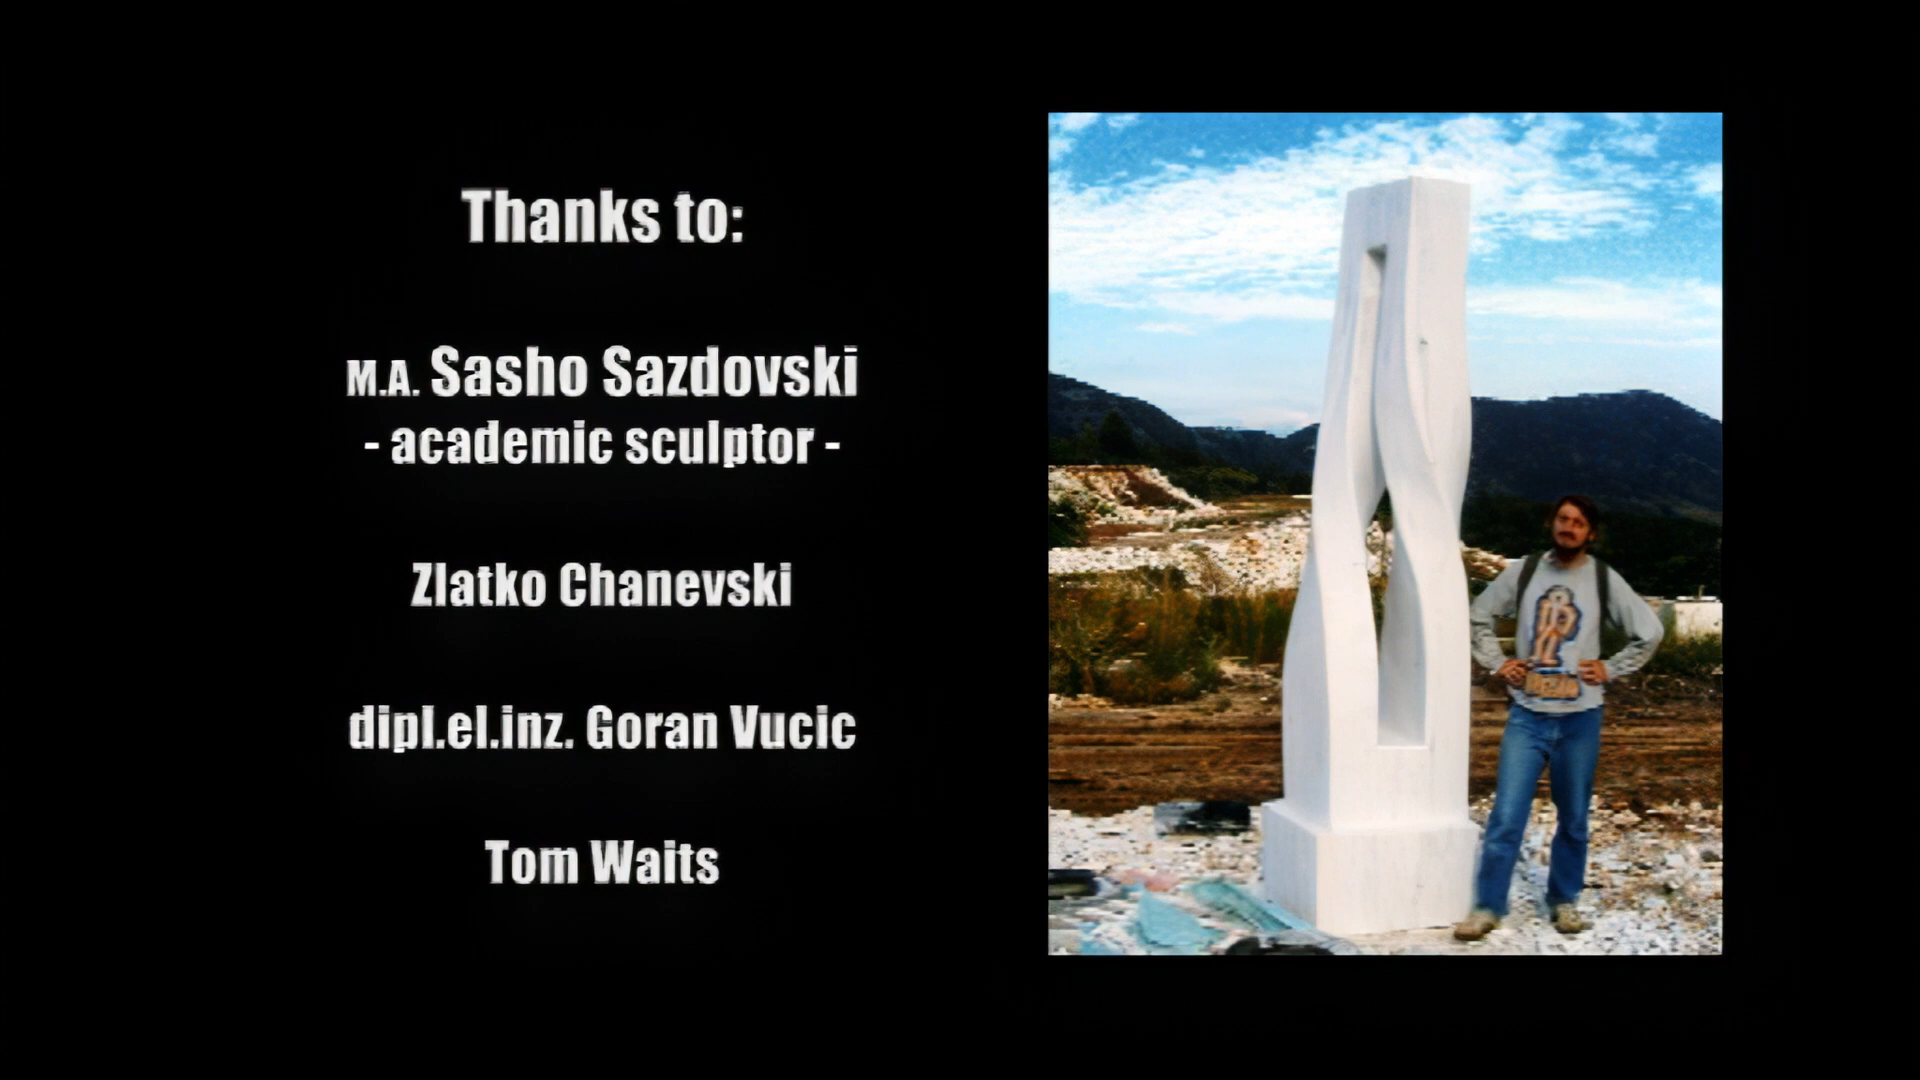 Thanks to:
M.A. Sasho Sazdovski
- academic sculptor -
Zlatko Chanevski
dipl.el.inz. Goran Vucic
Tom Waits